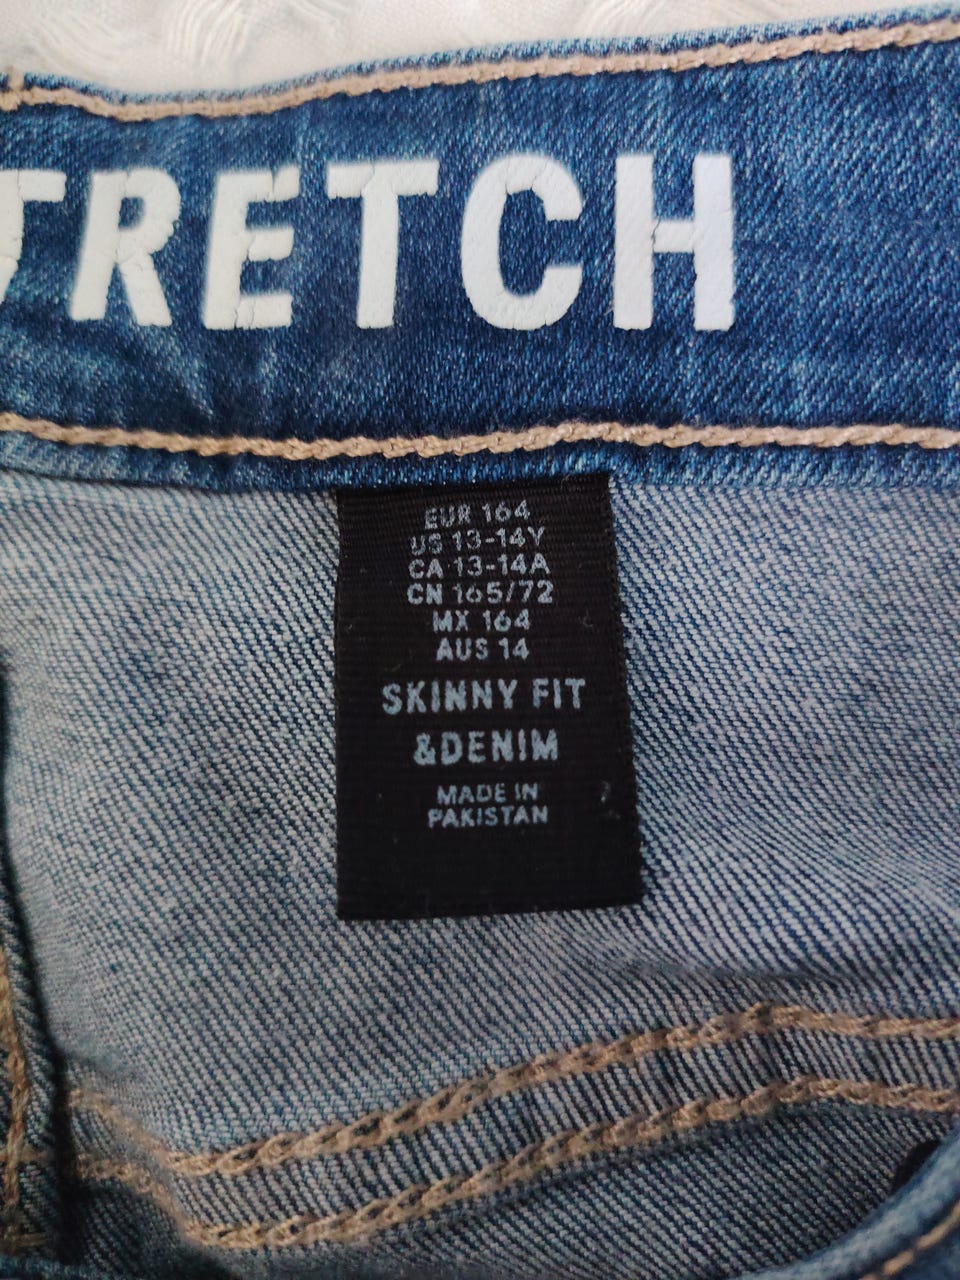 TRETCH
EUR 164
US 13-14Y
CA 13-14A
CN 165/72
MX 164
AUS 14
SKINNY FIT
&DENIM
MADE IN
PAKISTAN